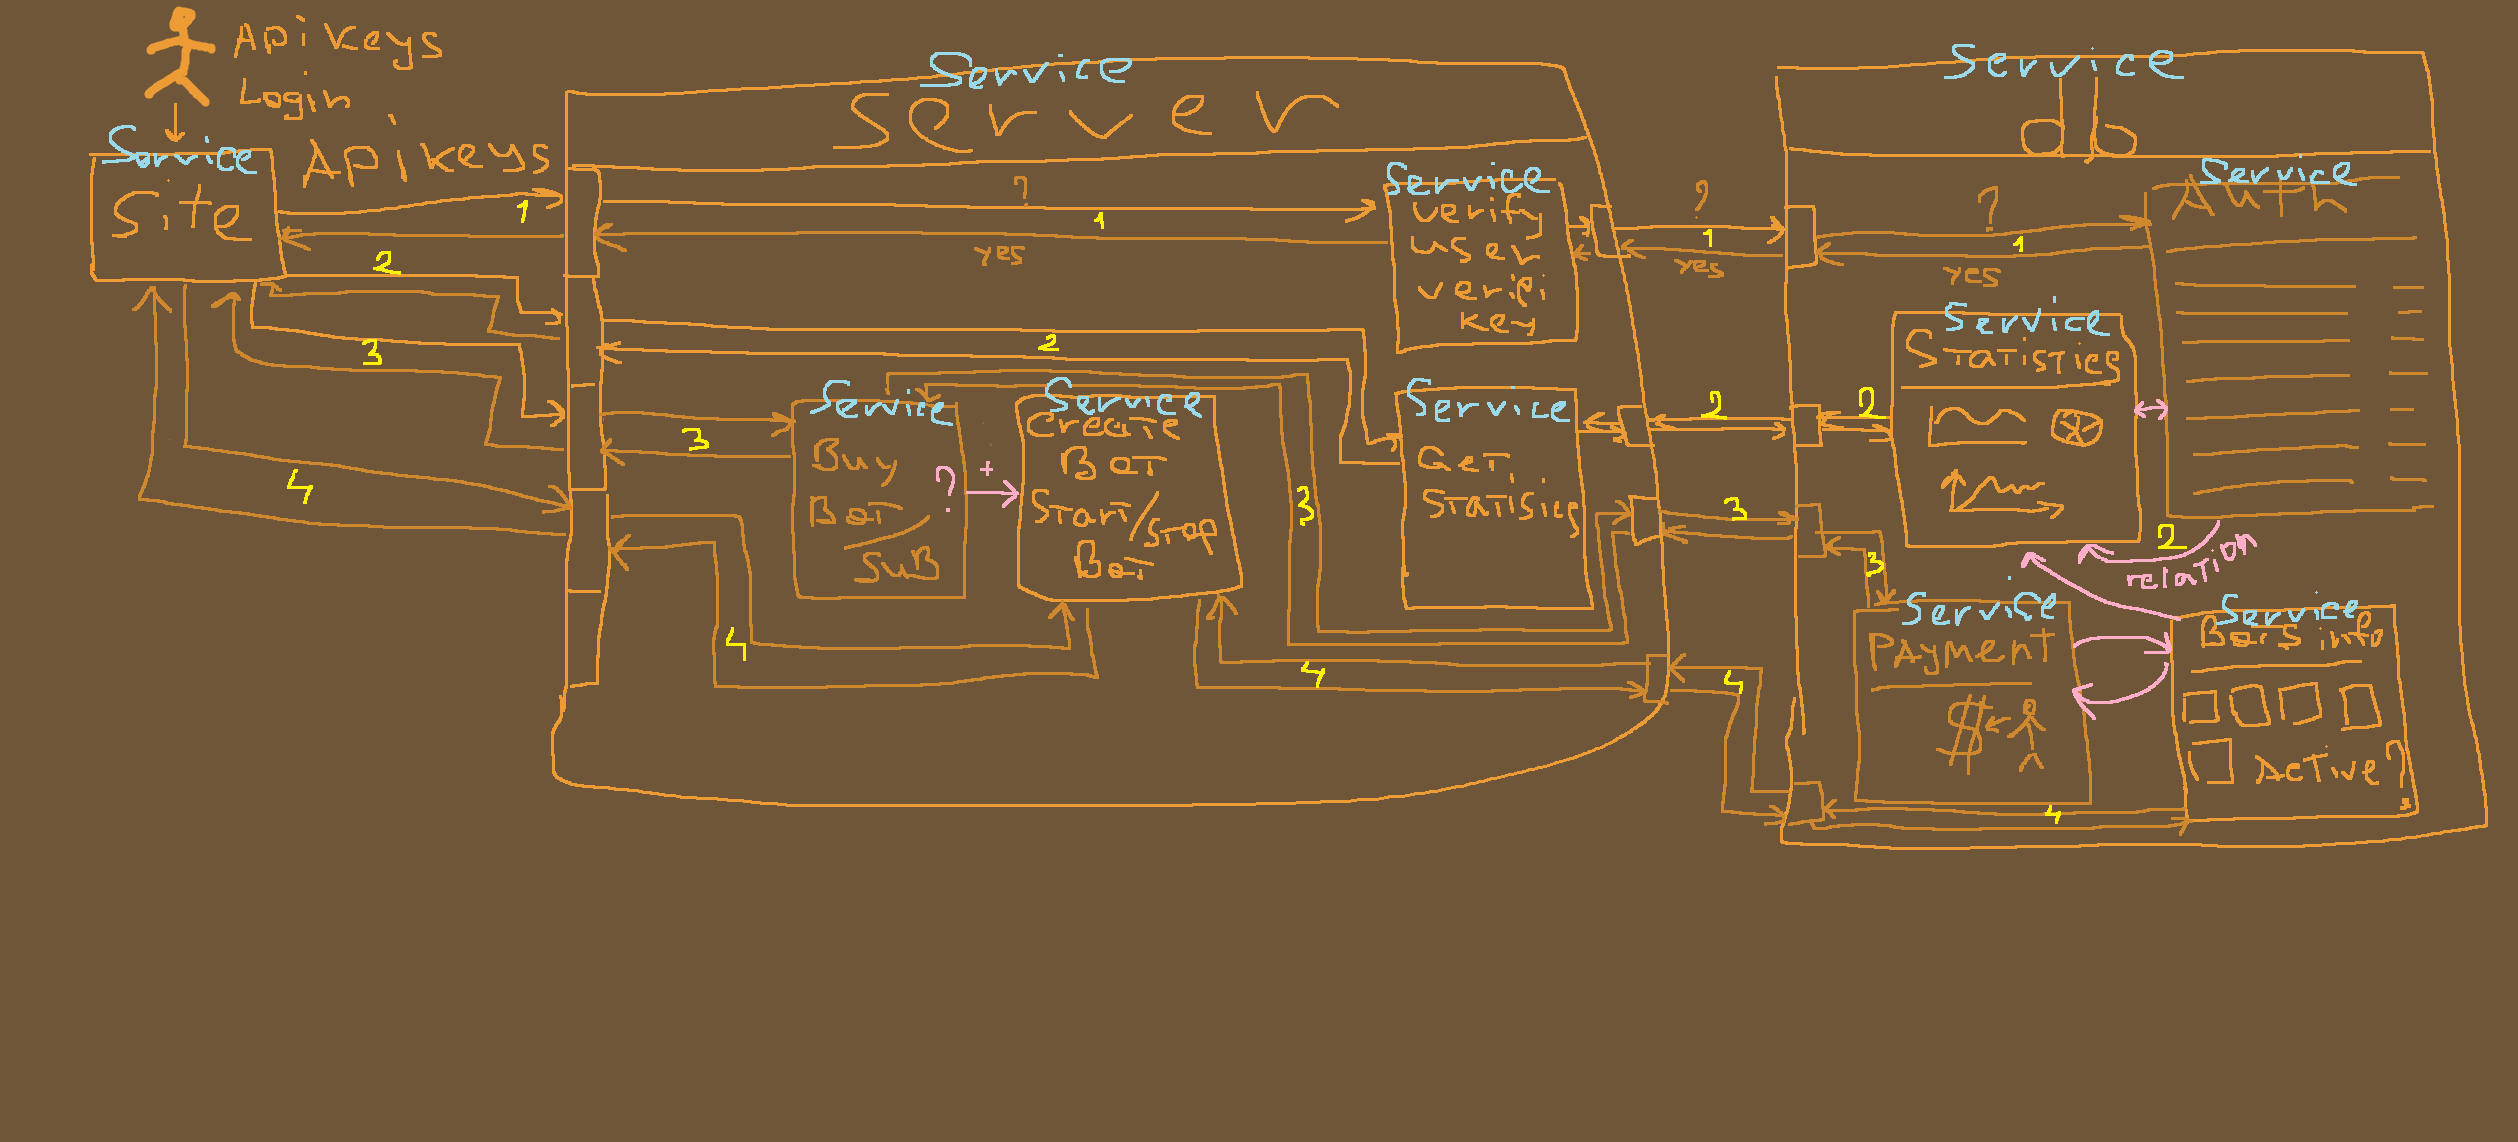 Api Keys
Login
Service
Site
Api Keys
1
2
3
4
Service
Server
?
1
yes
2
3
4
Service
verify
user
verifi
key
Service
Buy
Bot
/
SUB
?
+
Service
Create
Bot
Start/
Stop
Bot
Service
Get
3
4
?
1
yes
2
3
4
Service
db
?
1
yes
Service
Auth
2
Service
Statistics
2
relation
3
Service
Payment
$
Service
Bots info
Active?
4